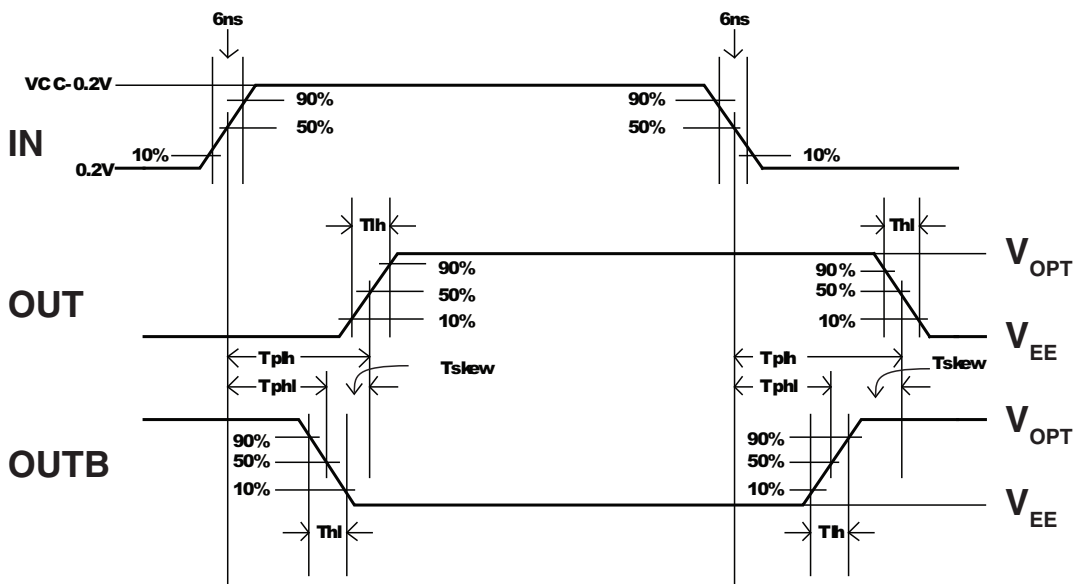 6ns 6ns
VCC-0.2V
90% 90%
IN 50% 50%
10% 10%
0.2V
Tlh Thl
VOPT
90% 90%
OUT 50% 50%
10% 10%
VEE
Tplh Tskew Tplh Tskew
Tphl Tphl
VOPT
90% 90%
OUTB 50% 50%
10% 10%
VEE
Thl Tlh